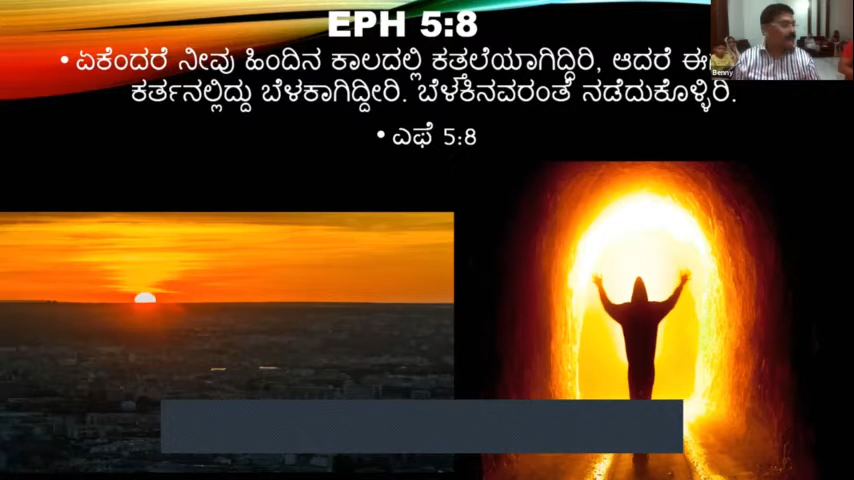 EPH 5:8
• ಏಕೆಂದರೆ ನೀವು ಹಿಂದಿನ ಕಾಲದಲ್ಲಿ ಕತ್ತಲೆಯಾಗಿದ್ದಿರಿ, ಆದರೆ
ಕರ್ತನಲ್ಲಿದ್ದು ಬೆಳಕಾಗಿದ್ದೀರಿ. ಬೆಳಕಿನವರಂತೆ ನಡೆದುಕೊಳ್ಳಿರಿ.
• ಎಫೆ 5:8
Benny